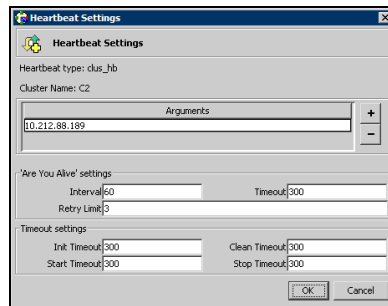 Heartbeat Settings
Heartbeat Settings
Heartbeat type: clus_hb
Cluster Name: C2
Arguments
10.212.88.189
+
−
'Are You Alive' settings
Interval 60 Timeout 300
Retry Limit 3
Timeout settings
Init Timeout 300 Clean Timeout 300
Start Timeout 300 Stop Timeout 300
OK Cancel